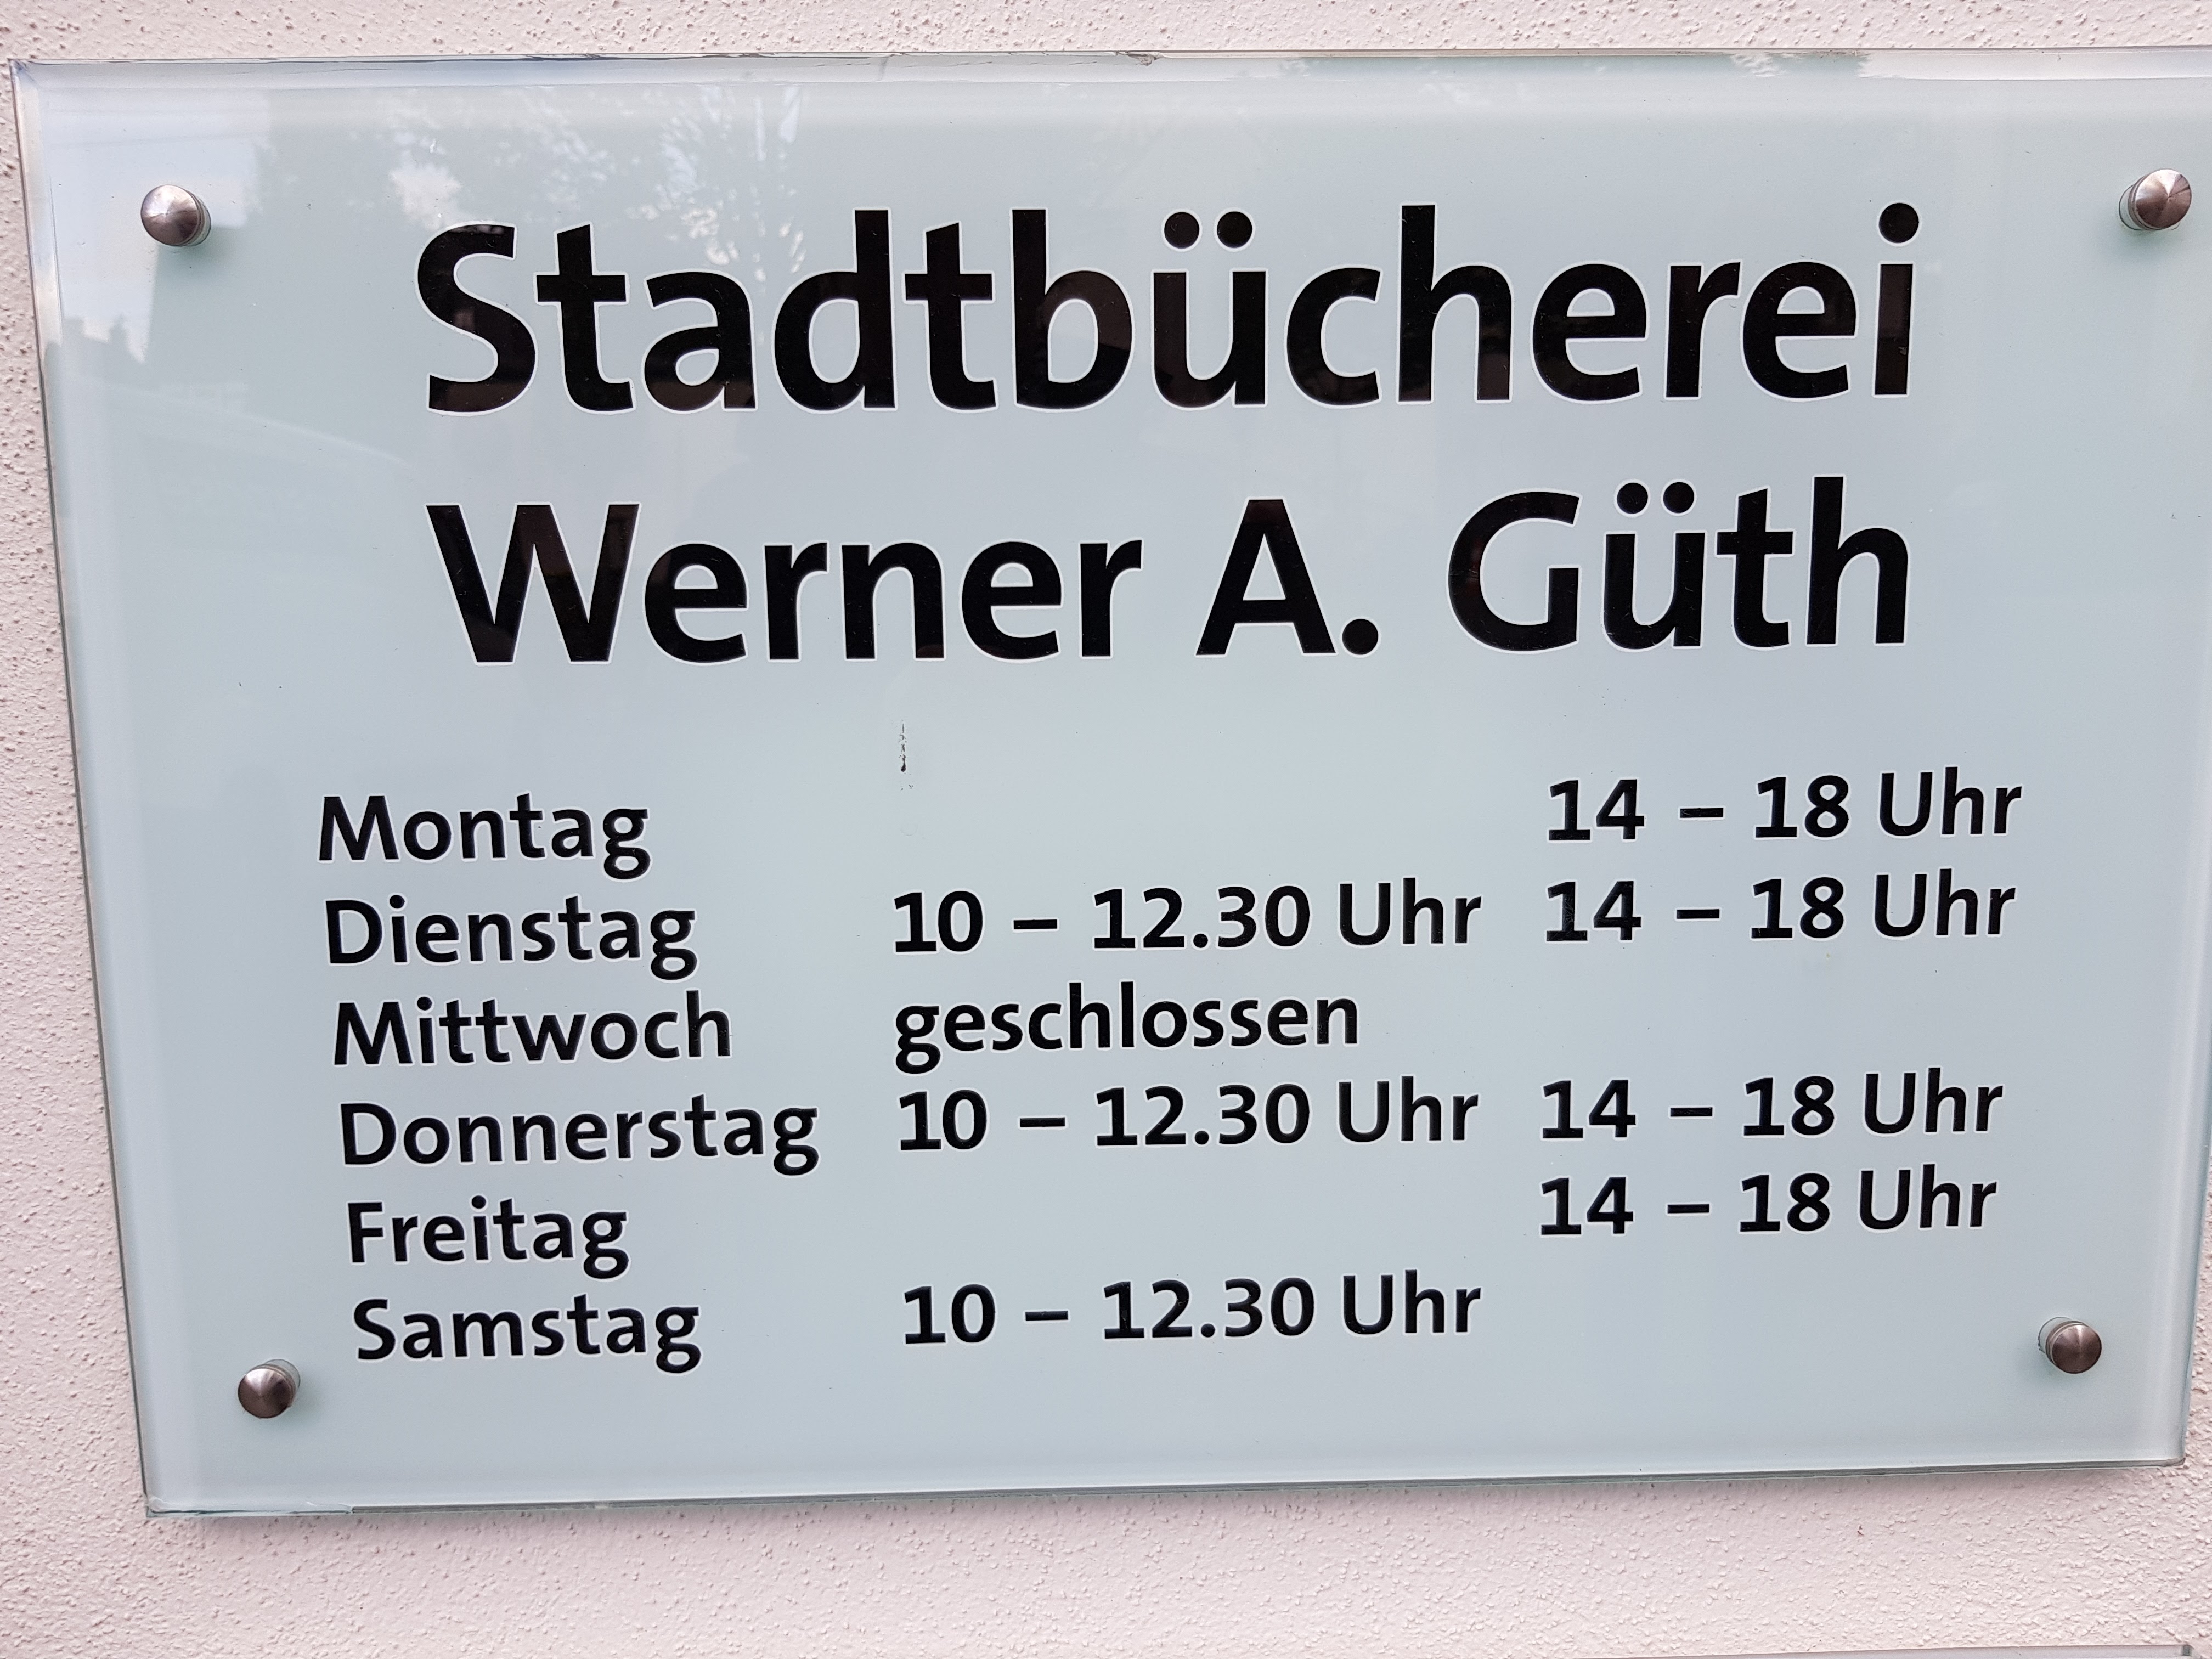 Stadtbücherei
Werner A. Güth
Montag 14 – 18 Uhr
Dienstag 10 – 12.30 Uhr 14 – 18 Uhr
Mittwoch geschlossen
Donnerstag 10 – 12.30 Uhr 14 – 18 Uhr
Freitag 14 – 18 Uhr
Samstag 10 – 12.30 Uhr